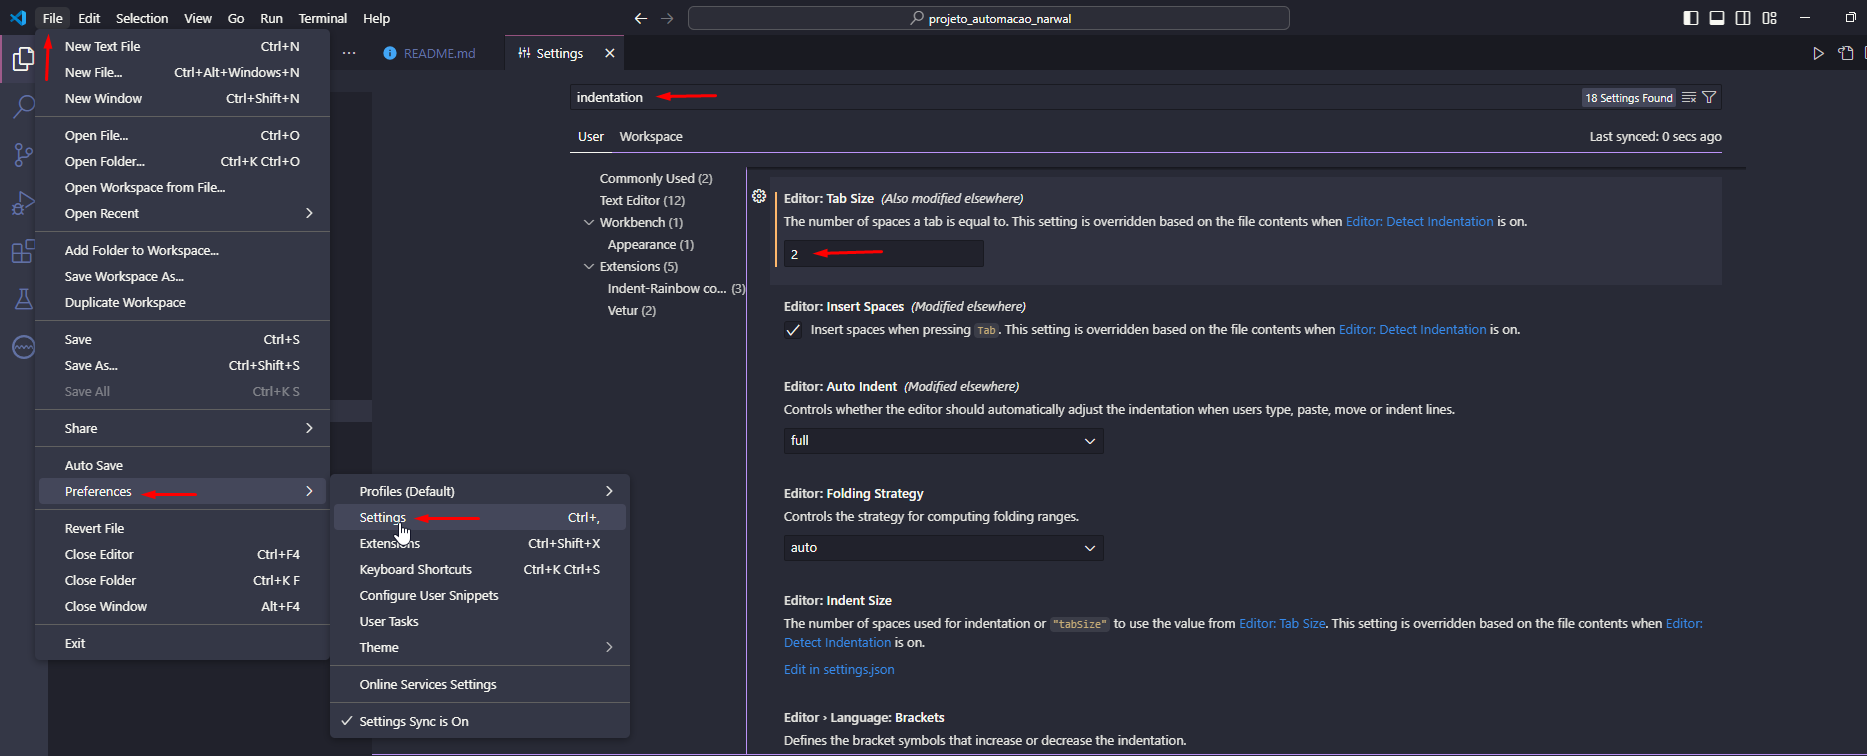 File Edit Selection View Go Run Terminal Help
projeto_automacao_narwal
New Text File Ctrl+N
New File... Ctrl+Alt+Windows+N
New Window Ctrl+Shift+N
Open File... Ctrl+O
Open Folder... Ctrl+K Ctrl+O
Open Workspace from File...
Open Recent
Add Folder to Workspace...
Save Workspace As...
Duplicate Workspace
Save Ctrl+S
Save As... Ctrl+Shift+S
Save All Ctrl+K S
Share
Auto Save
Preferences
Revert File
Close Editor Ctrl+F4
Close Folder Ctrl+K F
Close Window Alt+F4
Exit
Profiles (Default)
Settings Ctrl+,
Extensions Ctrl+Shift+X
Keyboard Shortcuts Ctrl+K Ctrl+S
Configure User Snippets
User Tasks
Theme
Online Services Settings
Settings Sync is On
README.md
Settings
indentation
18 Settings Found
User Workspace
Last synced: 0 secs ago
Commonly Used (2)
Text Editor (12)
Workbench (1)
Appearance (1)
Extensions (5)
Indent-Rainbow co... (3)
Vetur (2)
Editor: Tab Size (Also modified elsewhere)
The number of spaces a tab is equal to. This setting is overridden based on the file contents when Editor: Detect Indentation is on.
2
Editor: Insert Spaces (Modified elsewhere)
Insert spaces when pressing Tab. This setting is overridden based on the file contents when Editor: Detect Indentation is on.
Editor: Auto Indent (Modified elsewhere)
Controls whether the editor should automatically adjust the indentation when users type, paste, move or indent lines.
full
Editor: Folding Strategy
Controls the strategy for computing folding ranges.
auto
Editor: Indent Size
The number of spaces used for indentation or "tabSize" to use the value from Editor: Tab Size. This setting is overridden based on the file contents when Editor:
Detect Indentation is on.
Edit in settings.json
Editor › Language: Brackets
Defines the bracket symbols that increase or decrease the indentation.